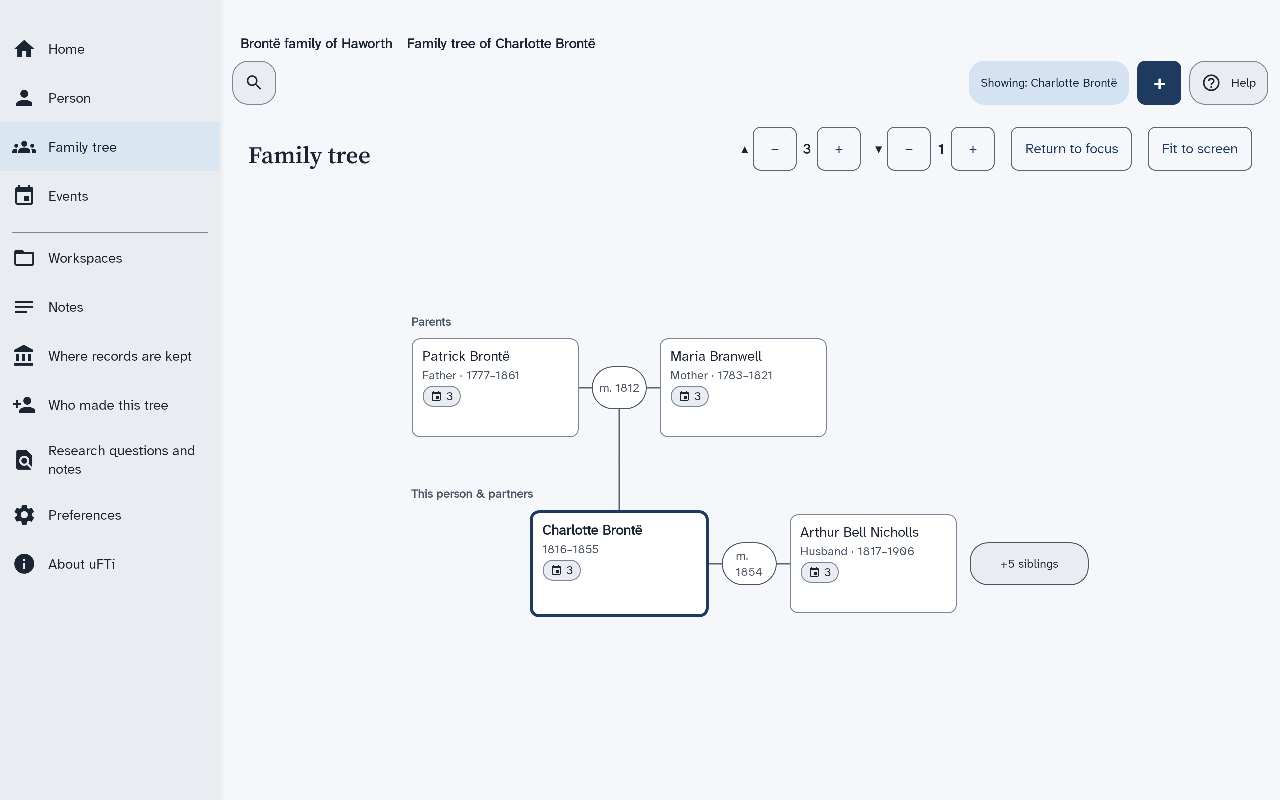 Home
Person
Family tree
Events
Workspaces
Notes
Where records are kept
Who made this tree
Research questions and
notes
Preferences
About uFTi
Brontë family of Haworth Family tree of Charlotte Brontë
Showing: Charlotte Brontë
+
Help
Family tree
▲ − 3 + ▼ − 1 + Return to focus Fit to screen
Parents
Patrick Brontë
Father · 1777–1861
3
m. 1812
Maria Branwell
Mother · 1783–1821
3
This person & partners
Charlotte Brontë
1816–1855
3
m.
1854
Arthur Bell Nicholls
Husband · 1817–1906
3
+5 siblings